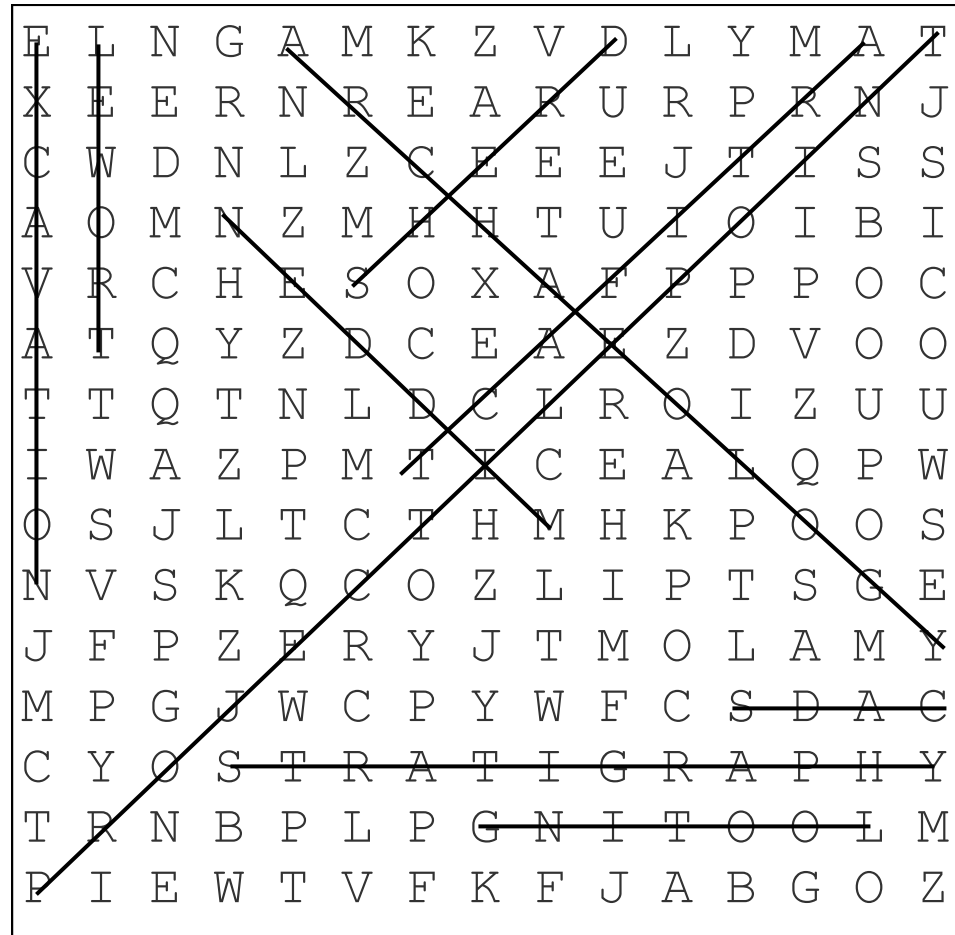 E L N G A M K Z V D L Y M A T
X E E R N R E A R U R P R N J
C W D N L Z C E E E J T I S S
A O M N Z M H H T U I O I B I
V R C H E S O X A F P P P O C
A T Q Y Z D C E A E Z D V O O
T T Q T N L D C L R O I Z U U
I W A Z P M T I C E A L Q P W
O S J L T C T H M H K P O O S
N V S K Q C O Z L I P T S G E
J F P Z E R Y J T M O L A M Y
M P G J W C P Y W F C S D A C
C Y O S T R A T I G R A P H Y
T R N B P L P G N I T O O L M
P I E W T V F K F J A B G O Z